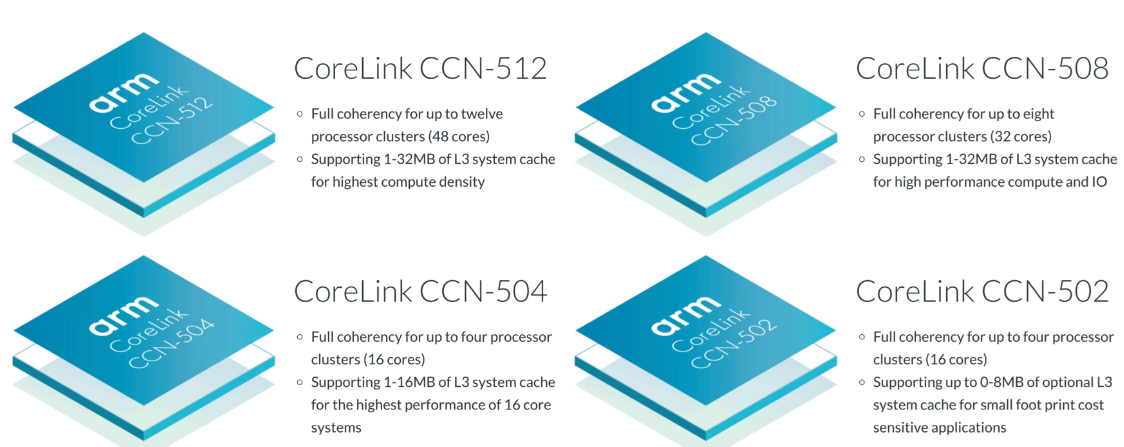 arm
CoreLink
CCN-512
CoreLink CCN-512
◦ Full coherency for up to twelve
processor clusters (48 cores)
◦ Supporting 1-32MB of L3 system cache
for highest compute density
arm
CoreLink
CCN-508
CoreLink CCN-508
◦ Full coherency for up to eight
processor clusters (32 cores)
◦ Supporting 1-32MB of L3 system cache
for high performance compute and IO
arm
CoreLink
CCN-504
CoreLink CCN-504
◦ Full coherency for up to four processor
clusters (16 cores)
◦ Supporting 1-16MB of L3 system cache
for the highest performance of 16 core
systems
arm
CoreLink
CCN-502
CoreLink CCN-502
◦ Full coherency for up to four processor
clusters (16 cores)
◦ Supporting up to 0-8MB of optional L3
system cache for small foot print cost
sensitive applications